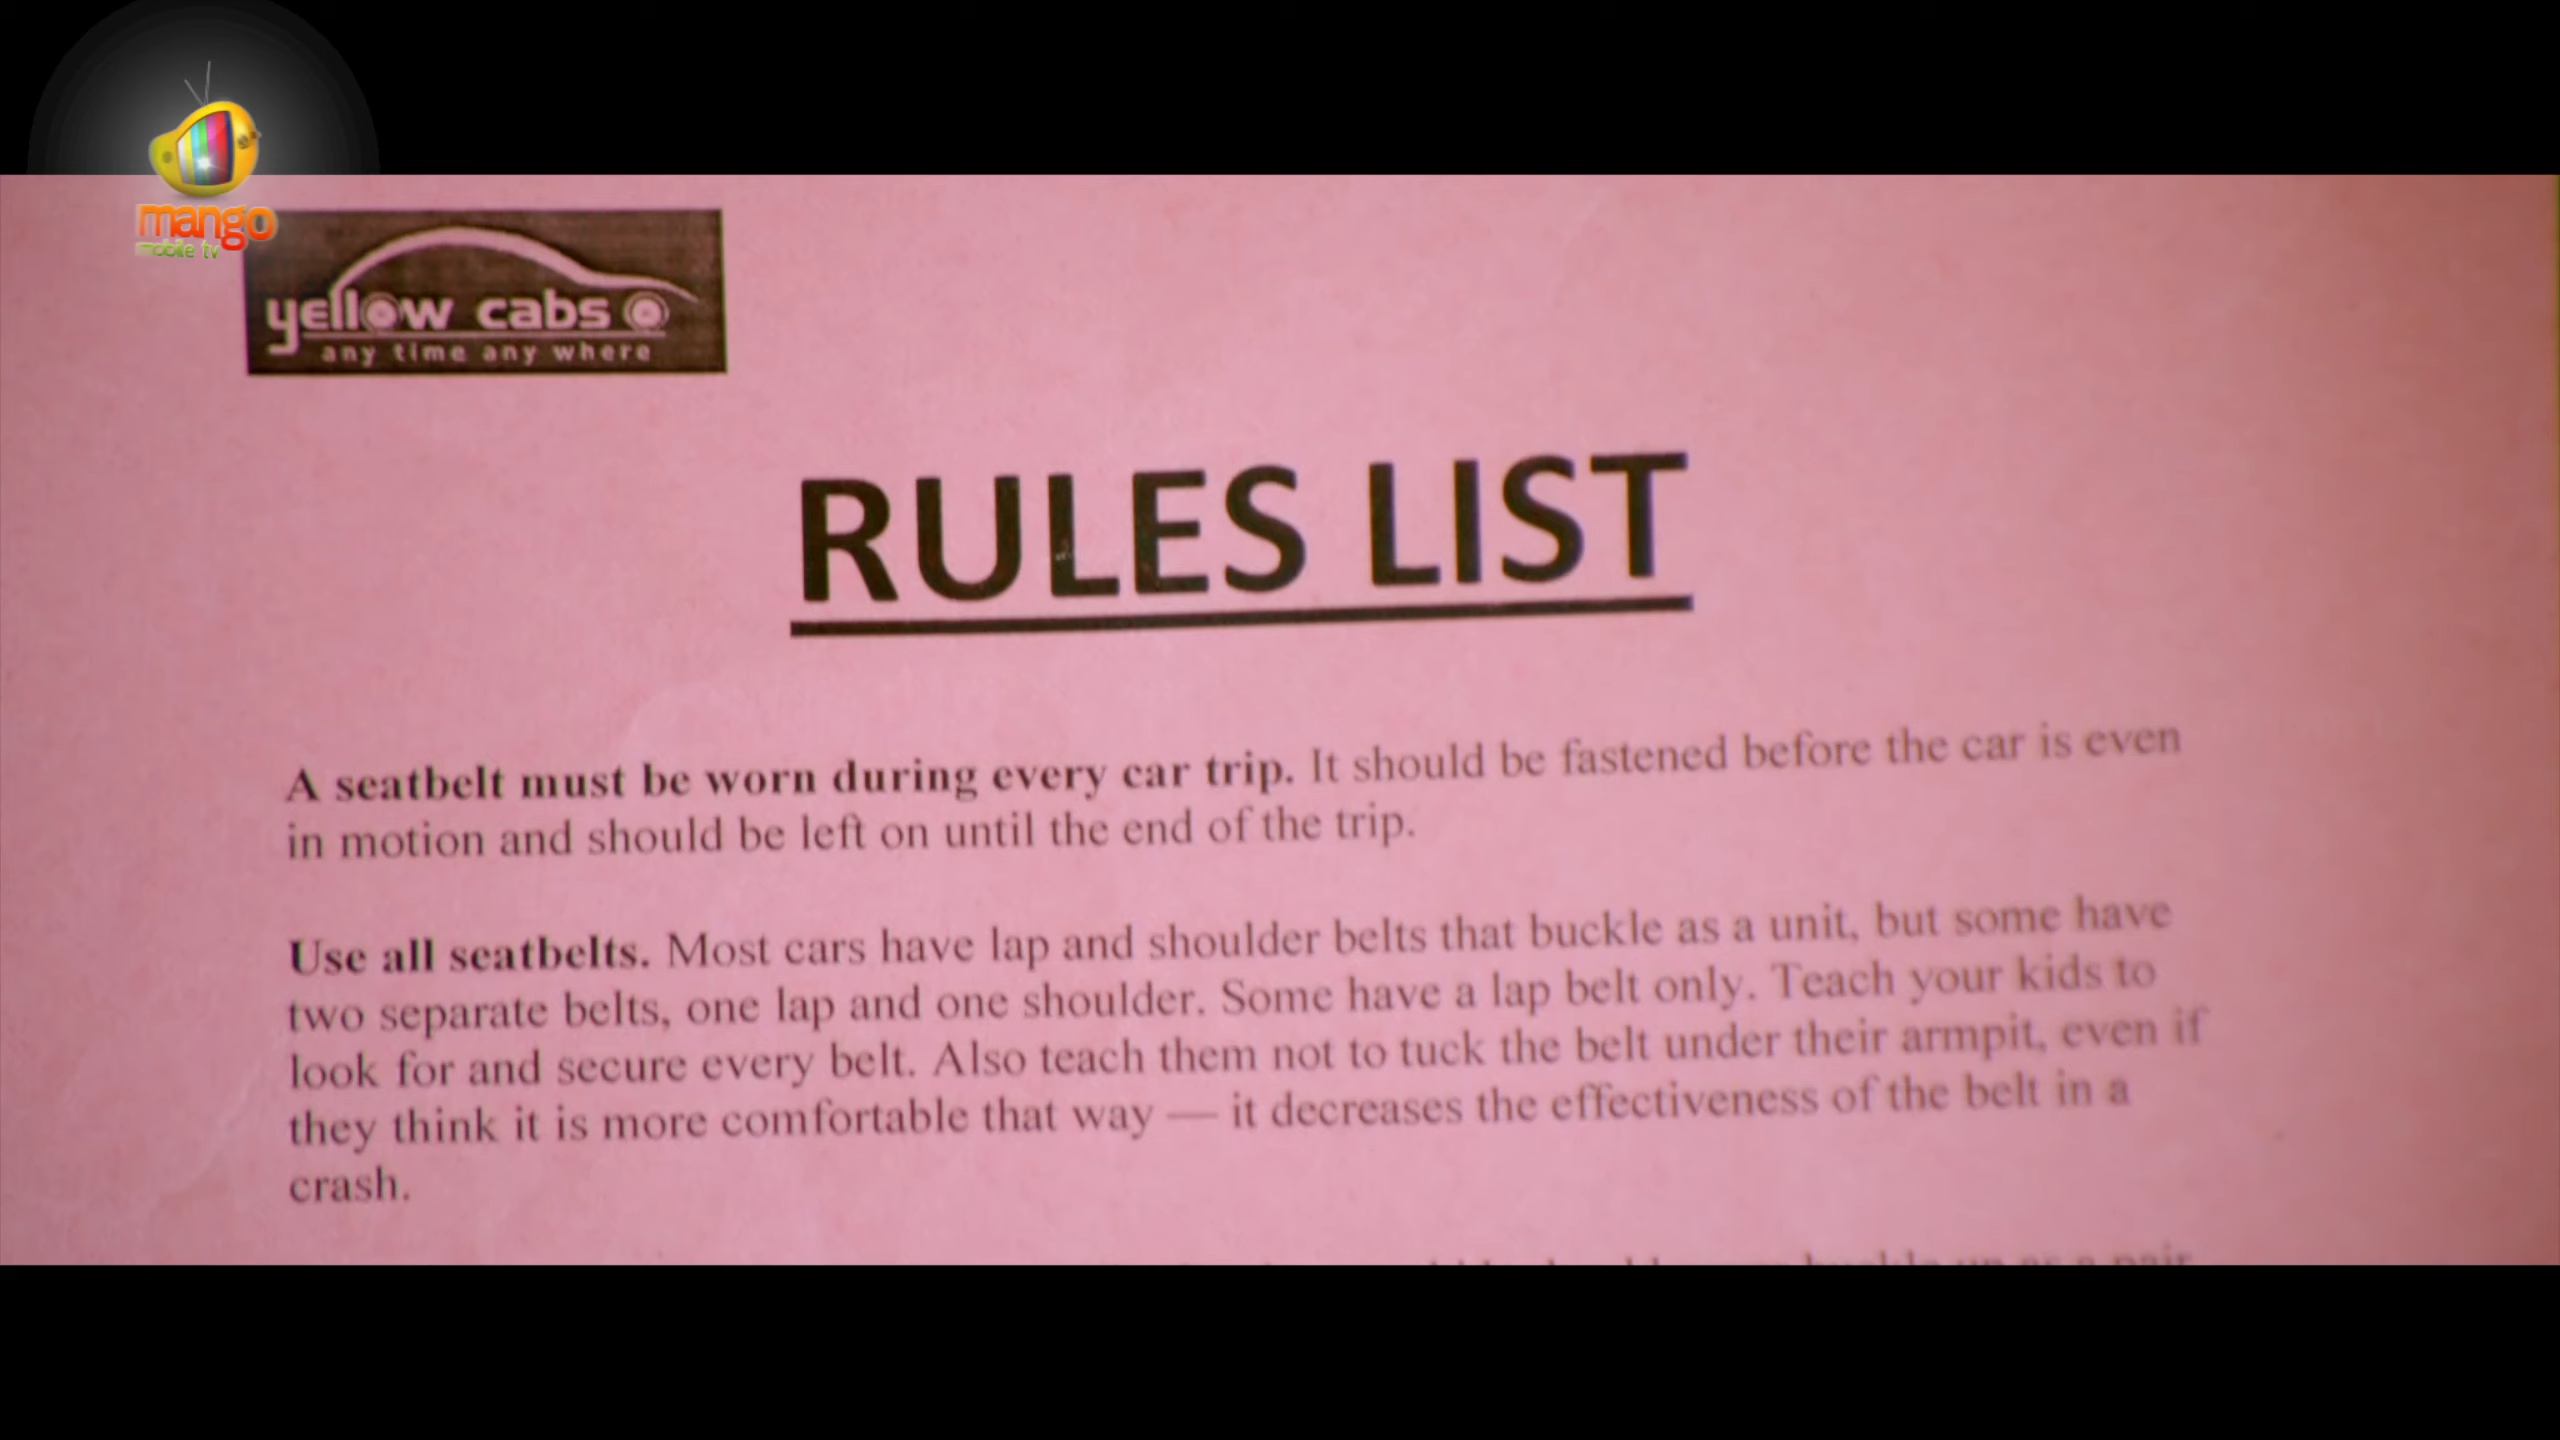 mango
mobile tv
yellow cabs
any time any where
RULES LIST
A seatbelt must be worn during every car trip. It should be fastened before the car is even
in motion and should be left on until the end of the trip.
Use all seatbelts. Most cars have lap and shoulder belts that buckle as a unit, but some have
two separate belts, one lap and one shoulder. Some have a lap belt only. Teach your kids to
look for and secure every belt. Also teach them not to tuck the belt under their armpit, even if
they think it is more comfortable that way — it decreases the effectiveness of the belt in a
crash.
buckle up as a pair